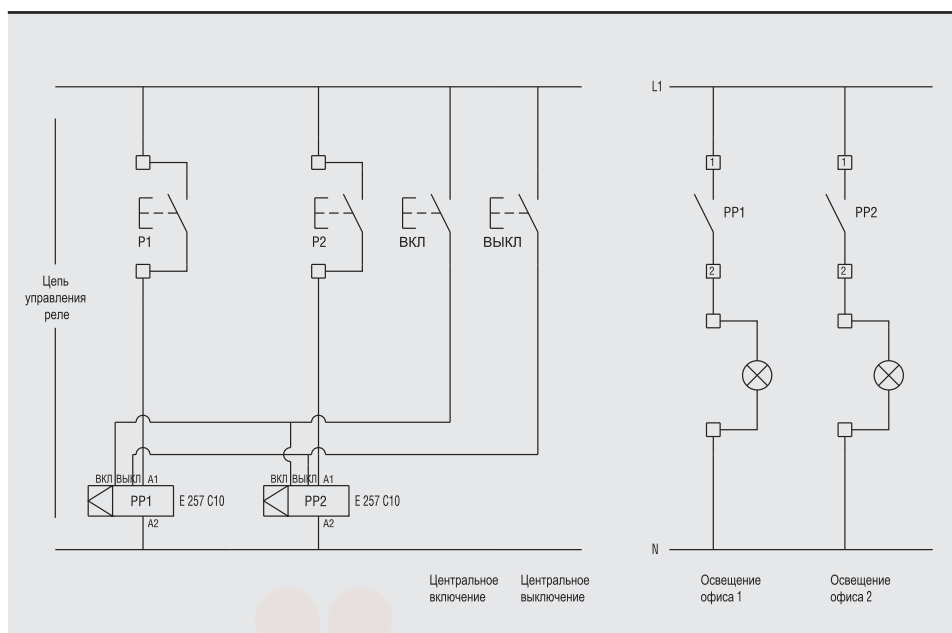 L1
1
1
P1
P2
ВКЛ
ВЫКЛ
PP1
PP2
2
2
Цепь
управления
реле
ВКЛ ВЫКЛ A1
PP1
E 257 C10
A2
ВКЛ ВЫКЛ A1
PP2
E 257 C10
A2
N
Центральное
включение
Центральное
выключение
Освещение
офиса 1
Освещение
офиса 2